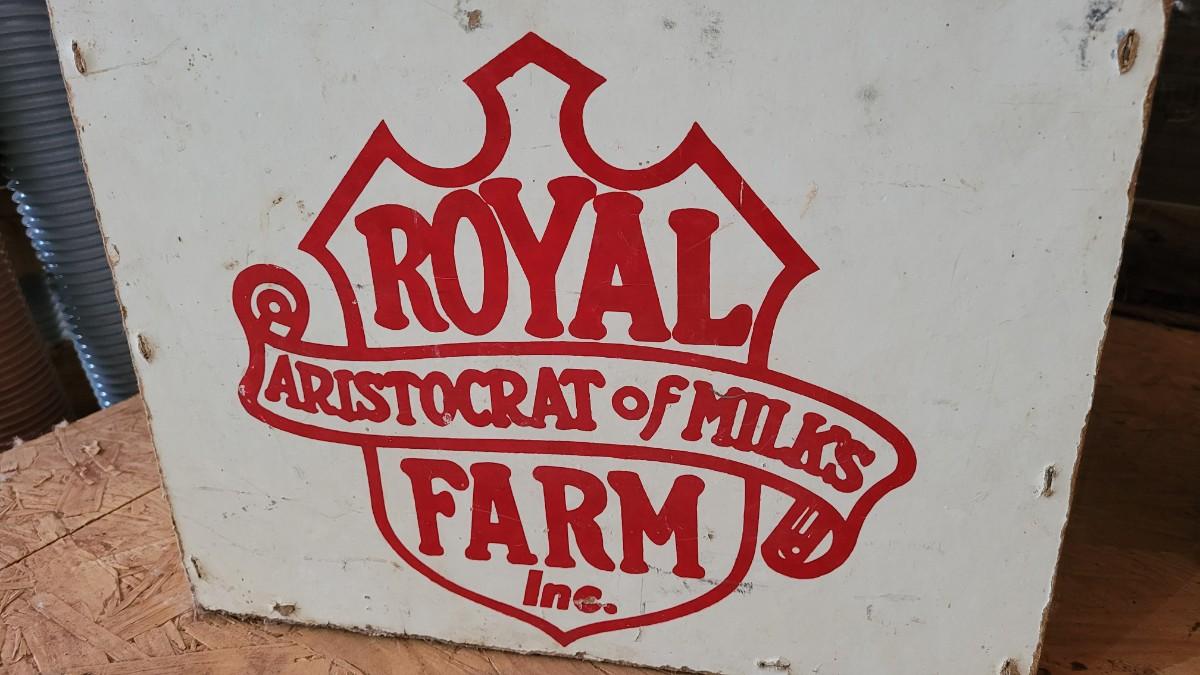 ROYAL
ARISTOCRAT of MILKS
FARM
Inc.